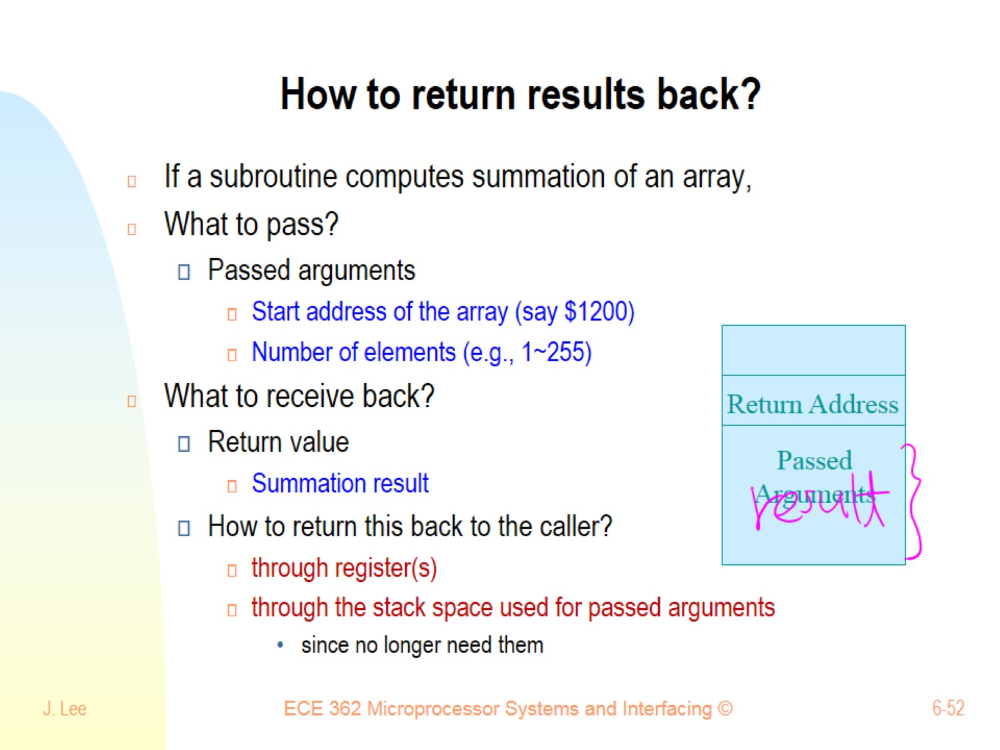 How to return results back?
If a subroutine computes summation of an array,
What to pass?
Passed arguments
Start address of the array (say $1200)
Number of elements (e.g., 1~255)
What to receive back?
Return value
Summation result
How to return this back to the caller?
through register(s)
through the stack space used for passed arguments
• since no longer need them
Return Address
Passed
Arguments
result
J. Lee
ECE 362 Microprocessor Systems and Interfacing ©
6-52